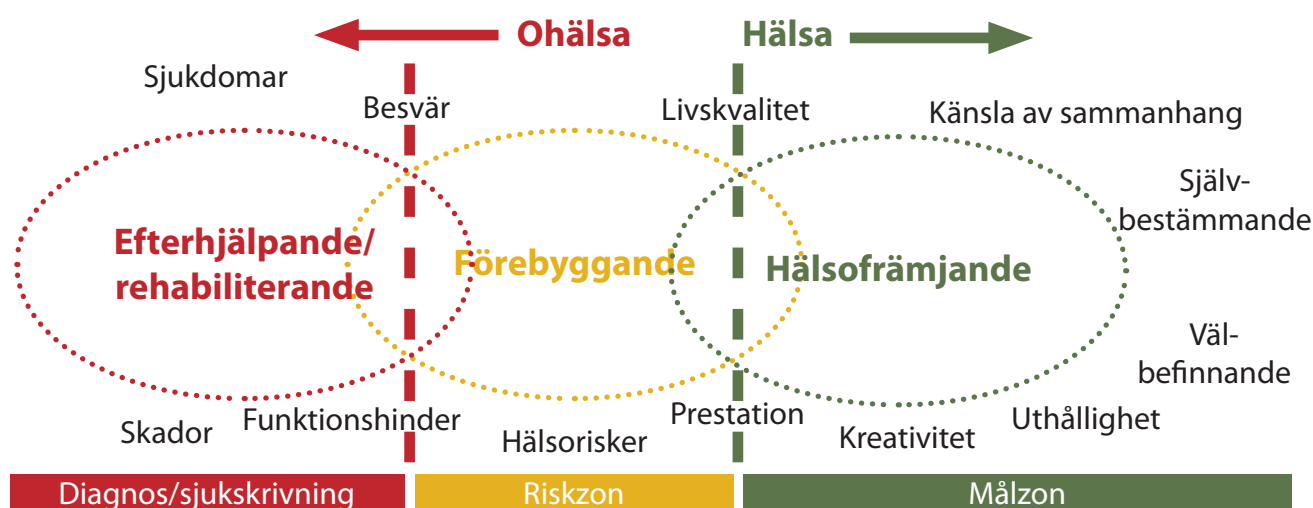 Ohälsa
Hälsa
Sjukdomar
Besvär
Livskvalitet
Känsla av sammanhang
Själv-
bestämmande
Efterhjälpande/
rehabiliterande
Förebyggande
Hälsofrämjande
Väl-
befinnande
Skador
Funktionshinder
Hälsorisker
Prestation
Kreativitet
Uthållighet
Diagnos/sjukskrivning
Riskzon
Målzon